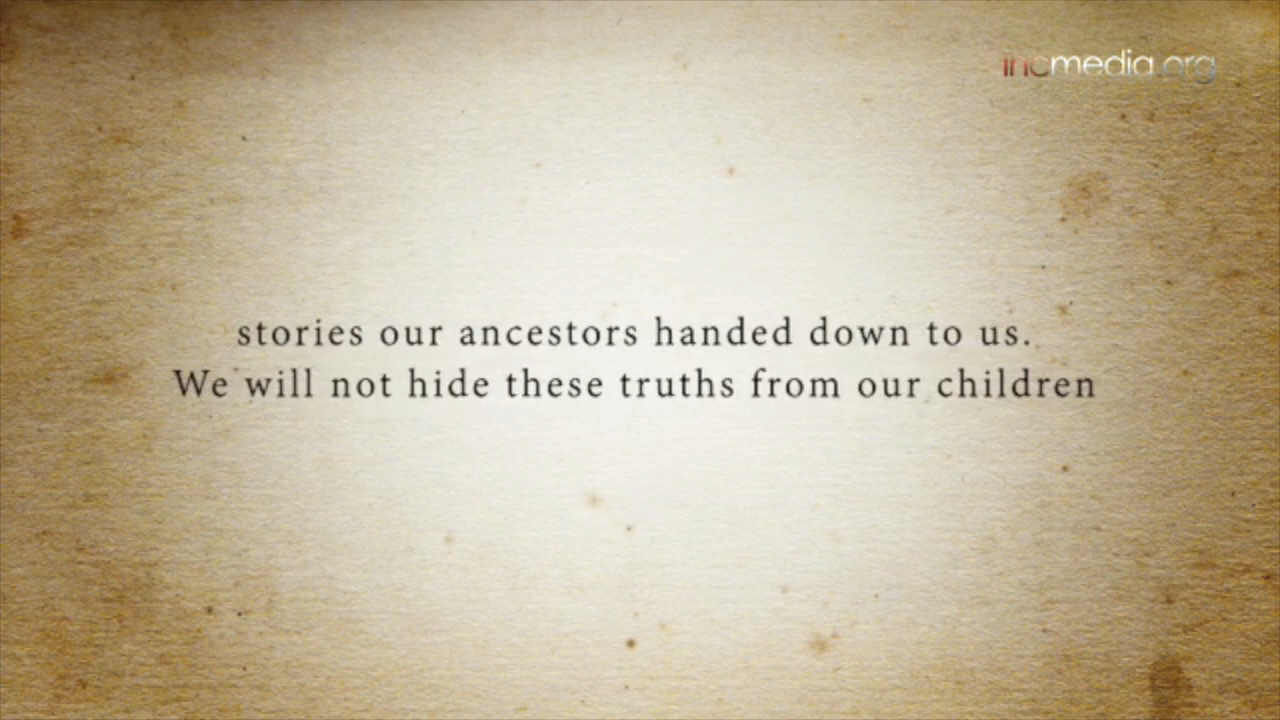 incmedia.org
stories our ancestors handed down to us.
We will not hide these truths from our children